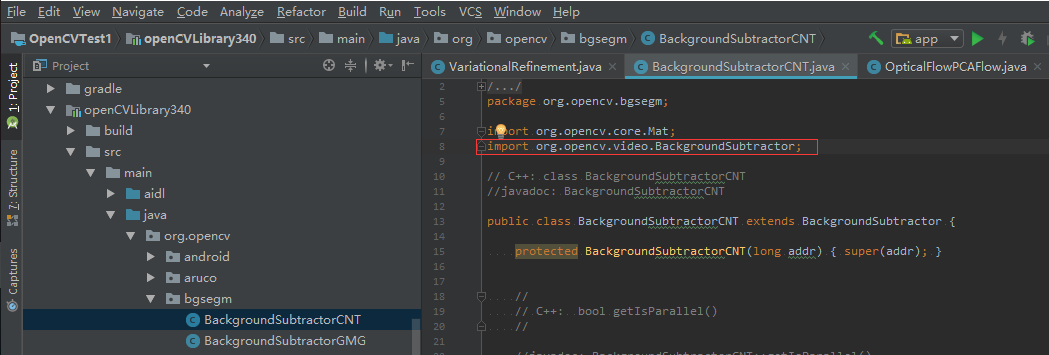 File Edit View Navigate Code Analyze Refactor Build Run Tools VCS Window Help
OpenCVTest1 openCVLibrary340 src main java org opencv bgsegm BackgroundSubtractorCNT app
1: Project
7: Structure
Captures
Project
gradle
openCVLibrary340
build
src
main
aidl
java
org.opencv
android
aruco
bgsegm
BackgroundSubtractorCNT
BackgroundSubtractorGMG
VariationalRefinement.java BackgroundSubtractorCNT.java OpticalFlowPCAFlow.java
2 /.../
5 package org.opencv.bgsegm;
6
7 import org.opencv.core.Mat;
8 import org.opencv.video.BackgroundSubtractor;
9
10 // C++: class BackgroundSubtractorCNT
11 //javadoc: BackgroundSubtractorCNT
12
13 public class BackgroundSubtractorCNT extends BackgroundSubtractor {
14
15 protected BackgroundSubtractorCNT(long addr) { super(addr); }
18 //
19 // C++: bool getIsParallel()
20 //
21
//javadoc: BackgroundSubtractorCNT::getIsParallel()